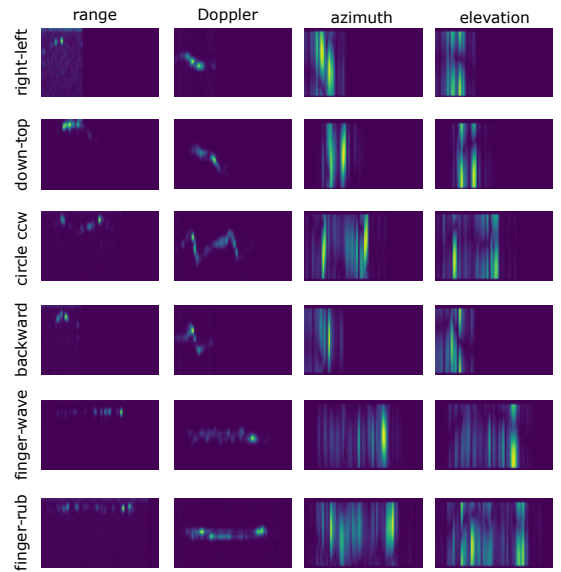 range Doppler azimuth elevation
right-left
down-top
circle ccw
backward
finger-wave
finger-rub